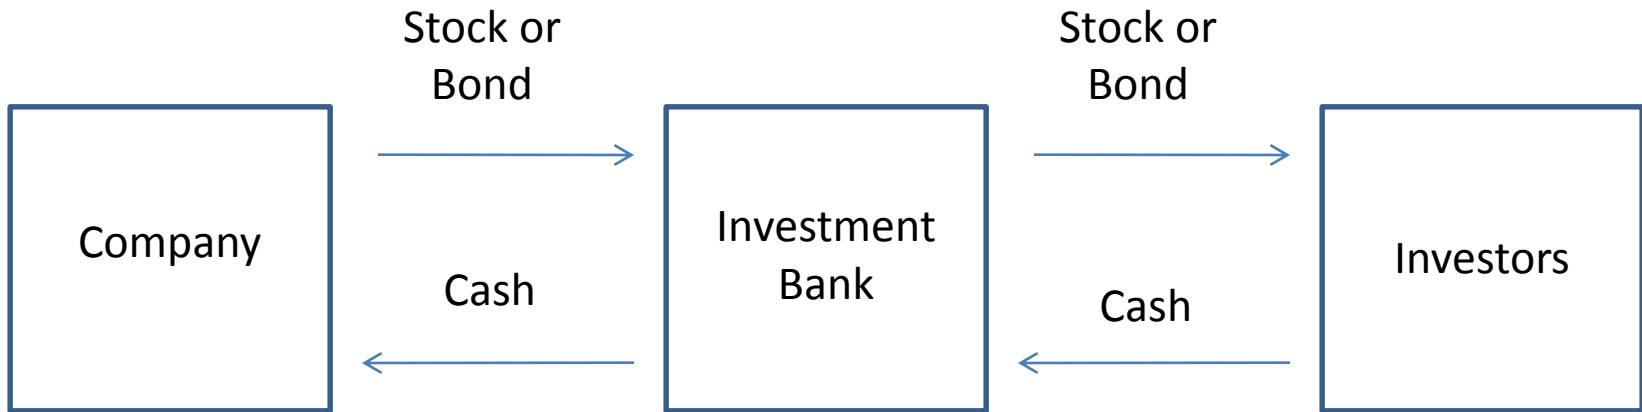 Stock or
Bond
Stock or
Bond
Company
Cash
Investment
Bank
Cash
Investors